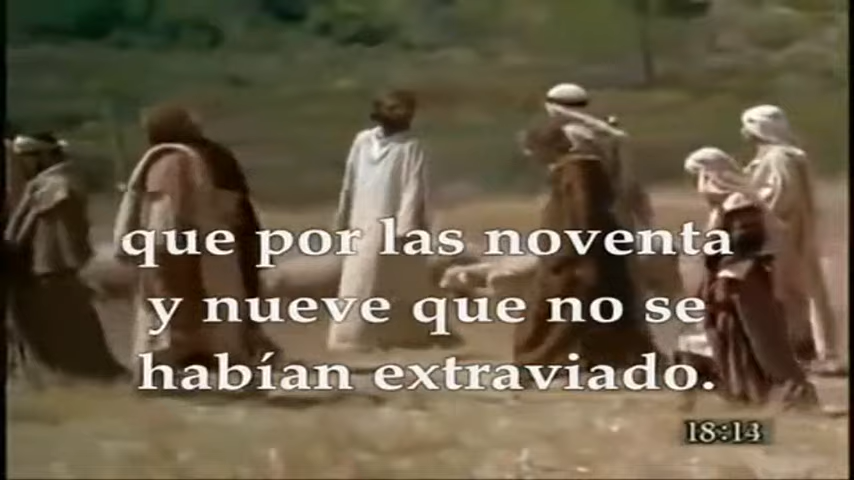 que por las noventa
y nueve que no se
habían extraviado.
18:14